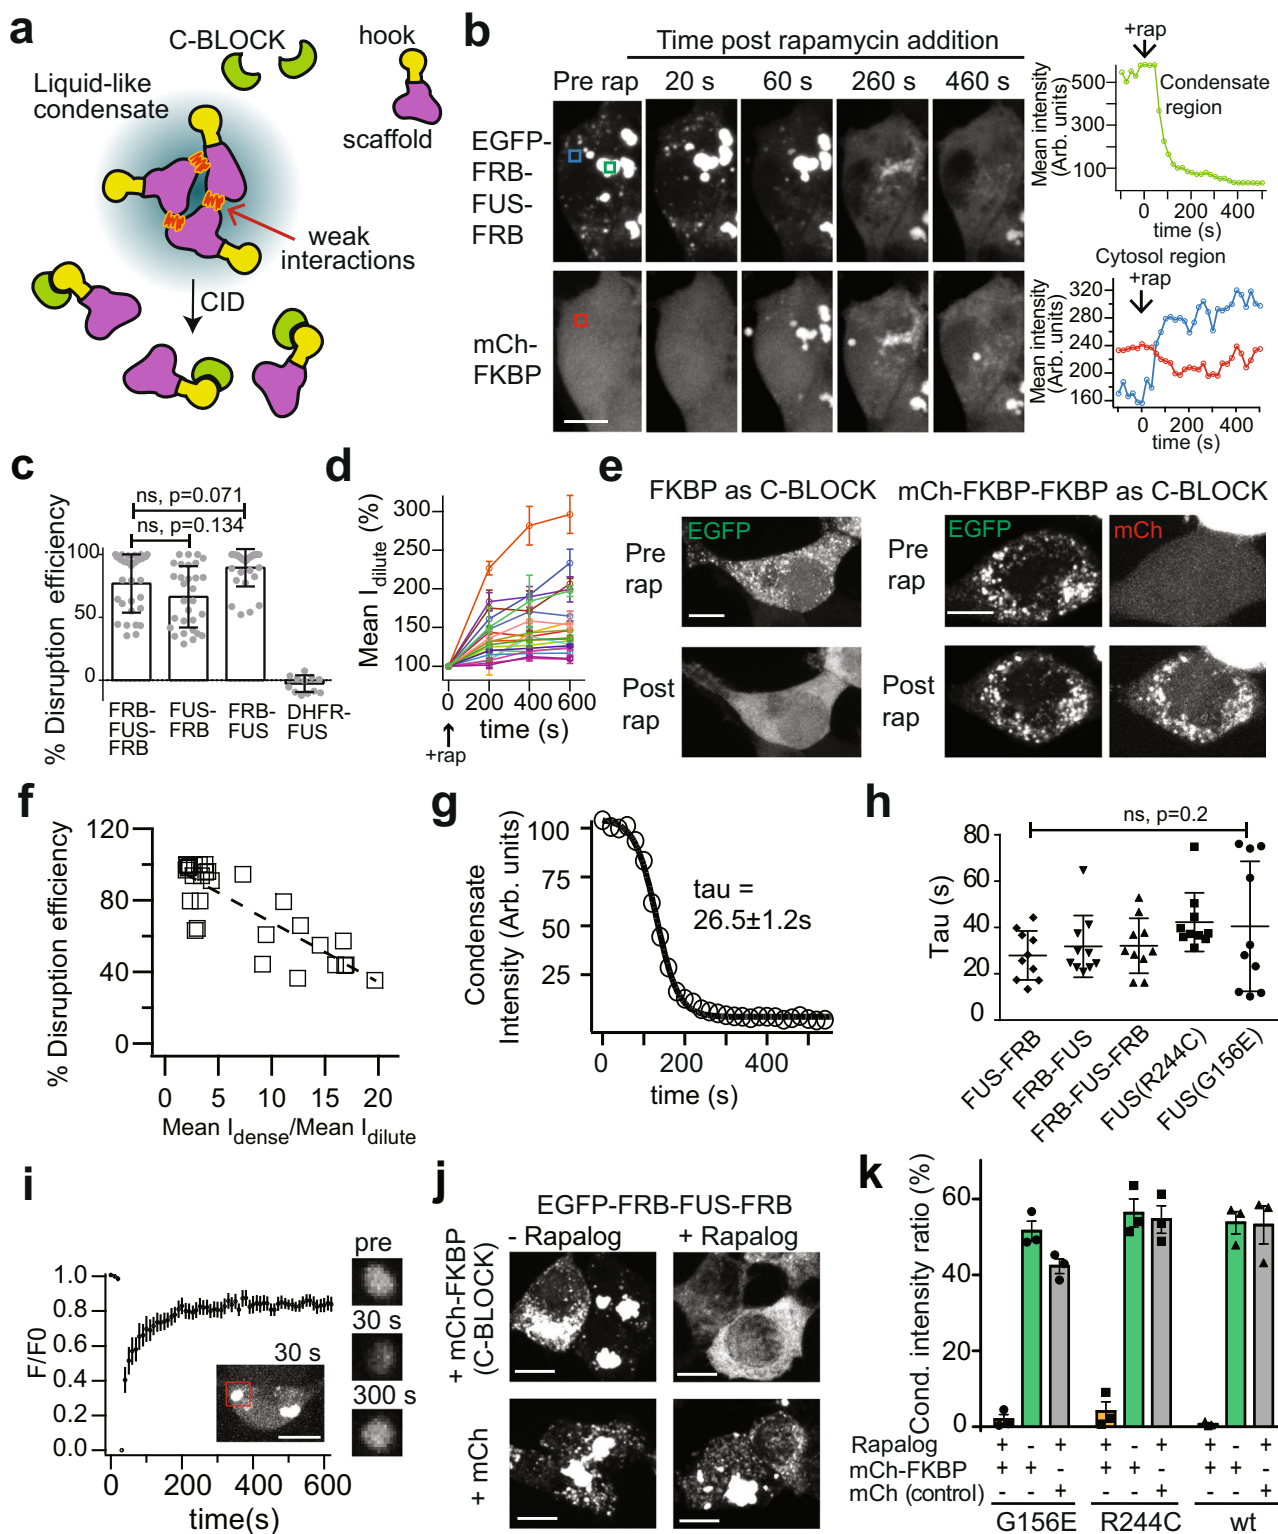 a
C-BLOCK
hook
scaffold
Liquid-like
condensate
weak
interactions
CID
b
Time post rapamycin addition
Pre rap
20 s
60 s
260 s
460 s
EGFP-
FRB-
FUS-
FRB
mCh-
FKBP
+rap
Condensate
region
Mean intensity
(Arb. units)
500
300
100
0
200
400
time (s)
Cytosol region
+rap
Mean intensity
(Arb. units)
320
280
240
200
160
0
200
400
time (s)
c
ns, p=0.071
ns, p=0.134
% Disruption efficiency
100
50
0
FRB-
FUS-
FRB
FUS-
FRB
FRB-
FUS
DHFR-
FUS
d
Mean Idilute (%)
300
250
200
150
100
0
200
400
600
time (s)
+rap
e
FKBP as C-BLOCK
mCh-FKBP-FKBP as C-BLOCK
Pre
rap
EGFP
Post
rap
Pre
rap
EGFP
mCh
Post
rap
f
% Disruption efficiency
120
80
40
0
0
5
10
15
20
Mean Idense/Mean Idilute
g
Condensate
Intensity (Arb. units)
100
75
50
25
tau =
26.5±1.2s
0
200
400
time (s)
h
ns, p=0.2
Tau (s)
80
60
40
20
0
FUS-FRB
FRB-FUS
FRB-FUS-FRB
FUS(R244C)
FUS(G156E)
i
F/F0
1.0
0.8
0.6
0.4
0.2
0.0
0
200
400
600
time(s)
30 s
pre
30 s
300 s
j
EGFP-FRB-FUS-FRB
- Rapalog
+ Rapalog
+ mCh-FKBP
(C-BLOCK)
+ mCh
k
Cond. intensity ratio (%)
60
40
20
0
Rapalog + - + + - + + - +
mCh-FKBP + + - + + - + + -
mCh (control) - - + - - + - - +
G156E
R244C
wt